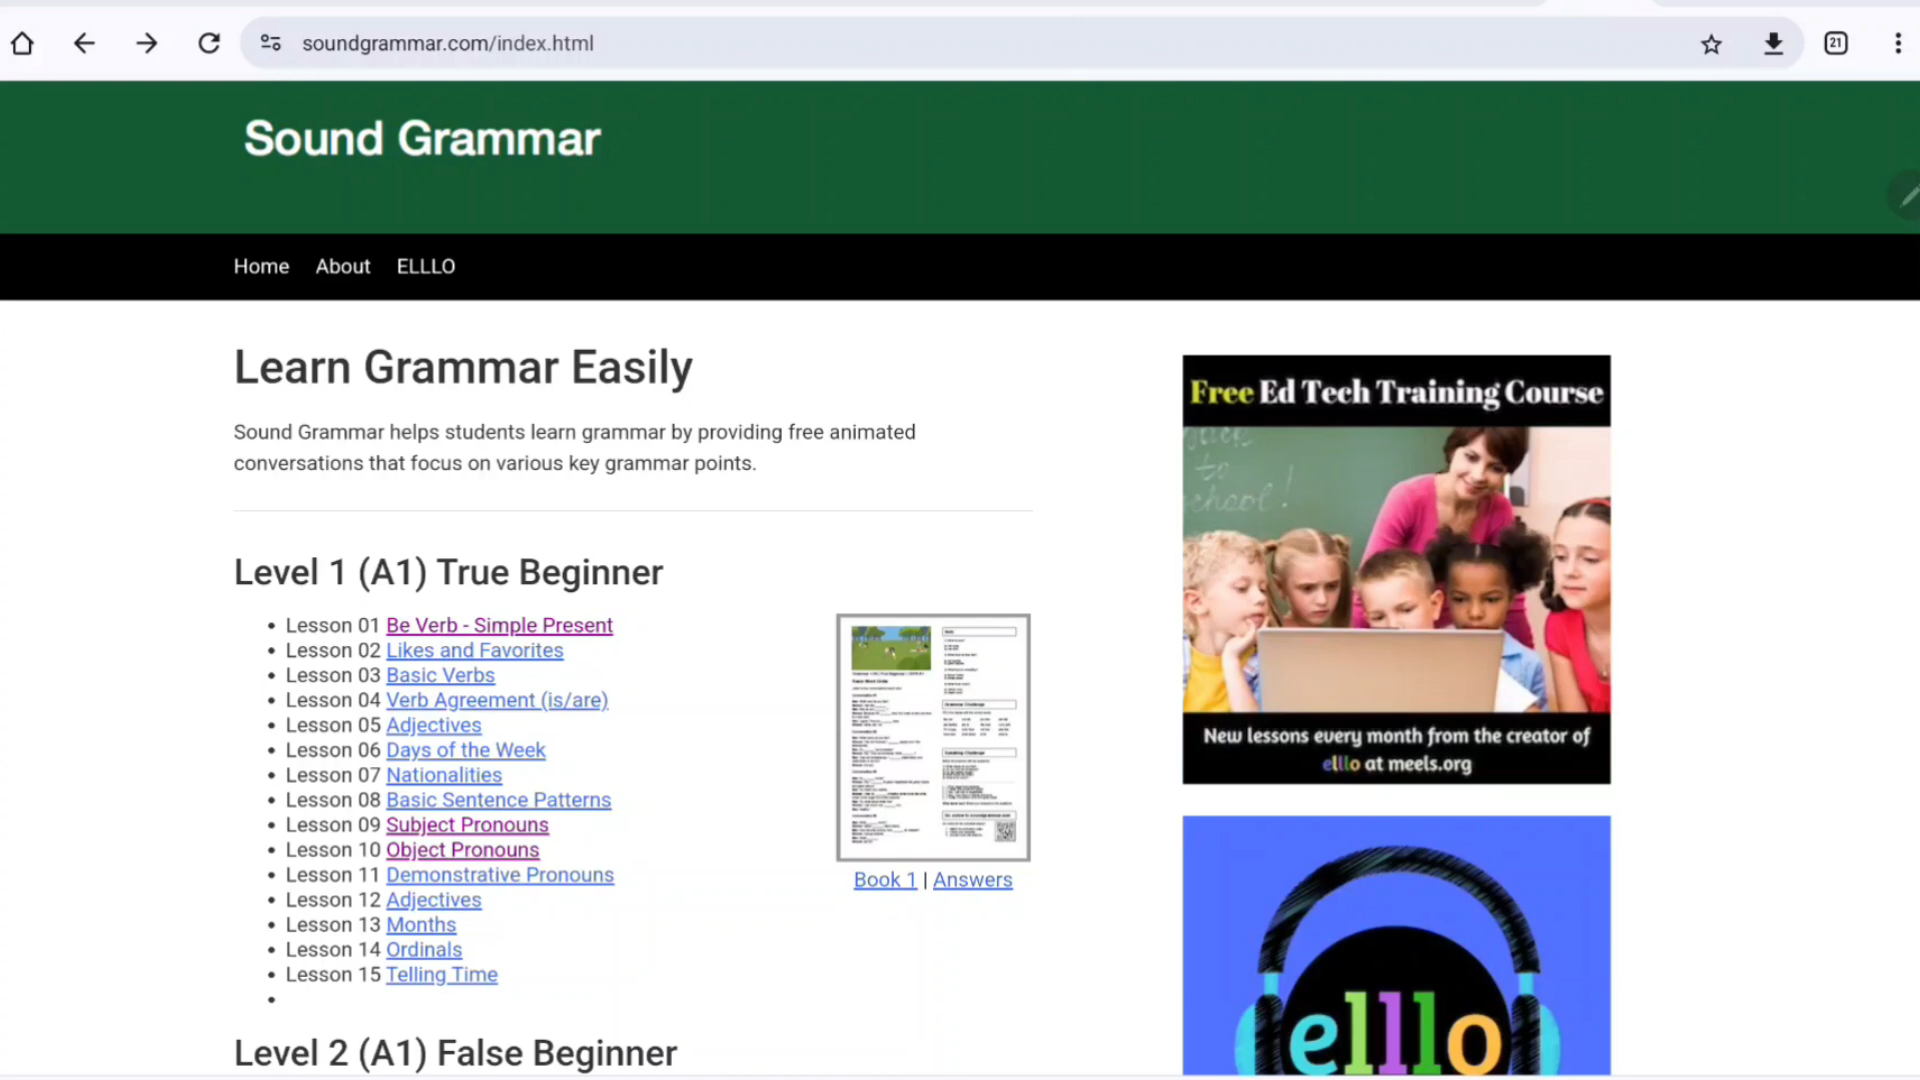 soundgrammar.com/index.html
21
Sound Grammar
Home About ELLLO
Learn Grammar Easily
Sound Grammar helps students learn grammar by providing free animated
conversations that focus on various key grammar points.
Level 1 (A1) True Beginner
Lesson 01 Be Verb - Simple Present
Lesson 02 Likes and Favorites
Lesson 03 Basic Verbs
Lesson 04 Verb Agreement (is/are)
Lesson 05 Adjectives
Lesson 06 Days of the Week
Lesson 07 Nationalities
Lesson 08 Basic Sentence Patterns
Lesson 09 Subject Pronouns
Lesson 10 Object Pronouns
Lesson 11 Demonstrative Pronouns
Lesson 12 Adjectives
Lesson 13 Months
Lesson 14 Ordinals
Lesson 15 Telling Time
Book 1 | Answers
Level 2 (A1) False Beginner
Free Ed Tech Training Course
to
school!
New lessons every month from the creator of
elllo at meels.org
elllo